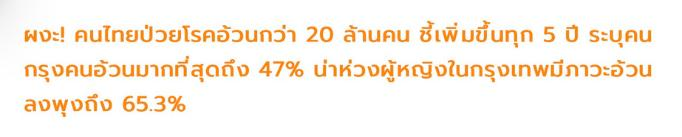 ผงะ! คนไทยป่วยโรคอ้วนกว่า 20 ล้านคน ชี้เพิ่มขึ้นทุก 5 ปี ระบุคน
กรุงคนอ้วนมากที่สุดถึง 47% น่าห่วงผู้หญิงในกรุงเทพมีภาวะอ้วน
ลงพุงถึง 65.3%